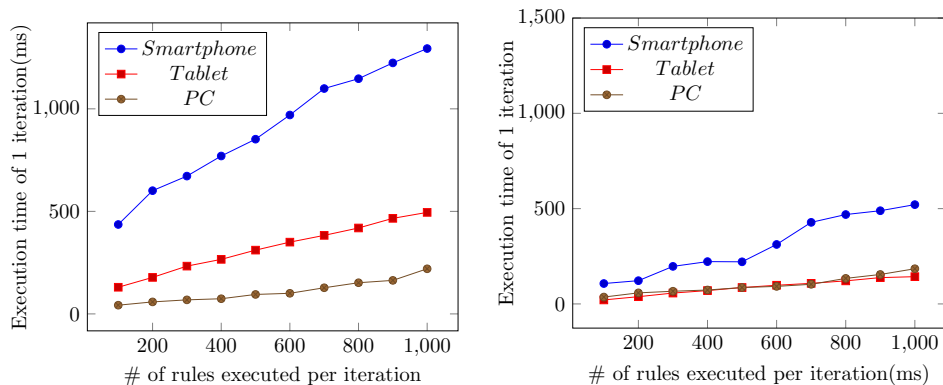 Execution time of 1 iteration(ms)
1,000
500
0
Smartphone
Tablet
PC
200
400
600
800
1,000
# of rules executed per iteration
Execution time of 1 iteration
1,500
1,000
500
0
Smartphone
Tablet
PC
200
400
600
800
1,000
# of rules executed per iteration(ms)